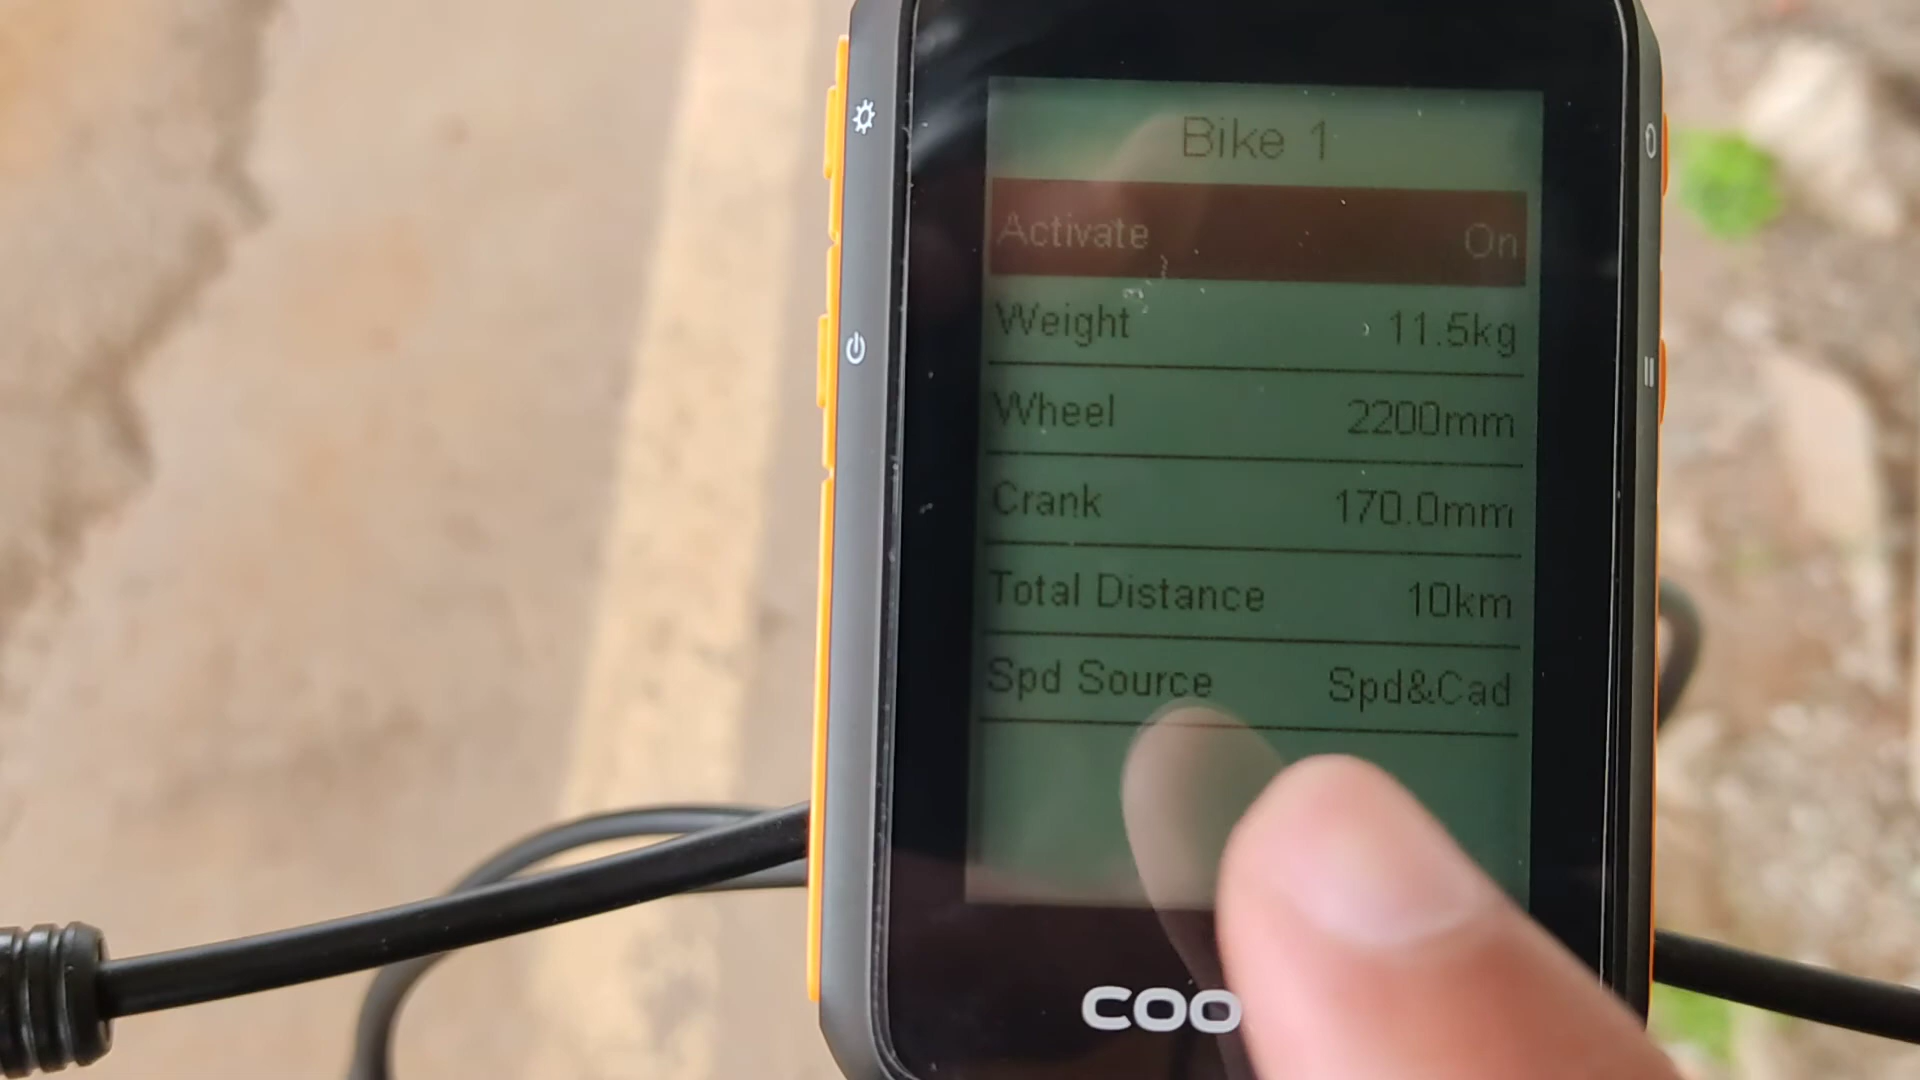 Bike 1
Activate On
Weight 11.5kg
Wheel 2200mm
Crank 170.0mm
Total Distance 10km
Spd Source Spd&Cad
COO